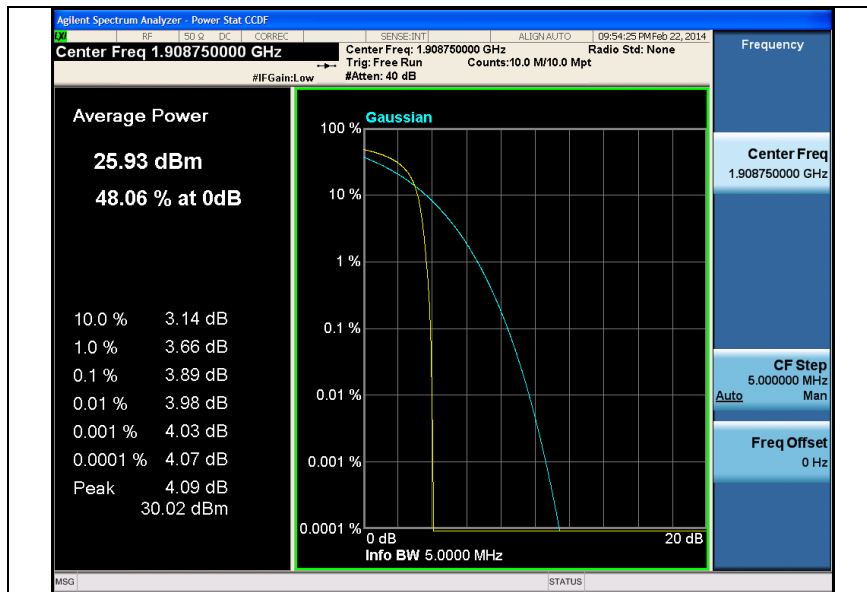 Agilent Spectrum Analyzer - Power Stat CCDF
LXI RF 50 Ω DC CORREC SENSE:INT ALIGN AUTO 09:54:25 PM Feb 22, 2014
Center Freq 1.908750000 GHz
Center Freq: 1.908750000 GHz Radio Std: None
Trig: Free Run Counts:10.0 M/10.0 Mpt
#IFGain:Low #Atten: 40 dB
Frequency
Average Power
25.93 dBm
48.06 % at 0dB
10.0 % 3.14 dB
1.0 % 3.66 dB
0.1 % 3.89 dB
0.01 % 3.98 dB
0.001 % 4.03 dB
0.0001 % 4.07 dB
Peak 4.09 dB
30.02 dBm
Gaussian
100 %
10 %
1 %
0.1 %
0.01 %
0.001 %
0.0001 %
0 dB 20 dB
Info BW 5.0000 MHz
Center Freq
1.908750000 GHz
CF Step
5.000000 MHz
Auto Man
Freq Offset
0 Hz
MSG STATUS